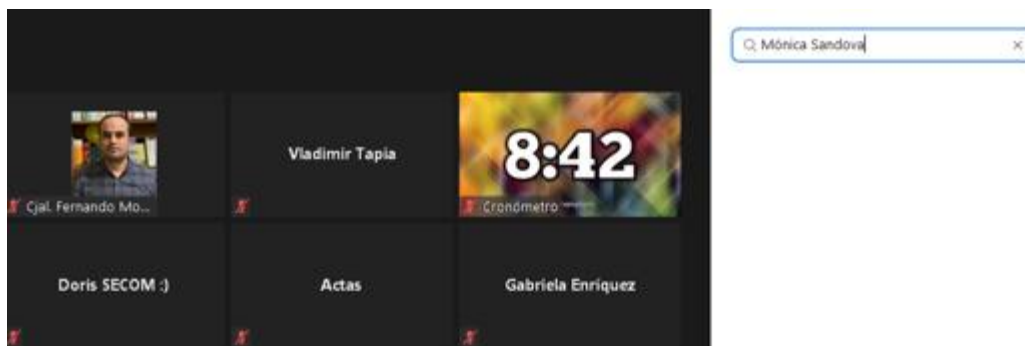 Mónica Sandova
Vladimir Tapia
8:42
Cjal. Fernando Mo...
Cronómetro
Doris SECOM :)
Actas
Gabriela Enriquez